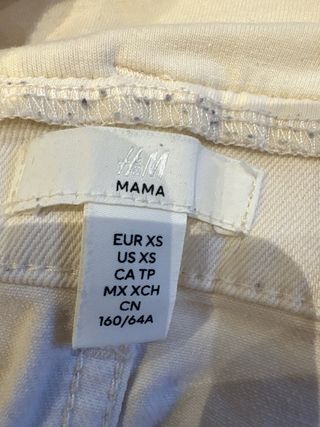 H&M
MAMA
EUR XS
US XS
CA TP
MX XCH
CN
160/64A